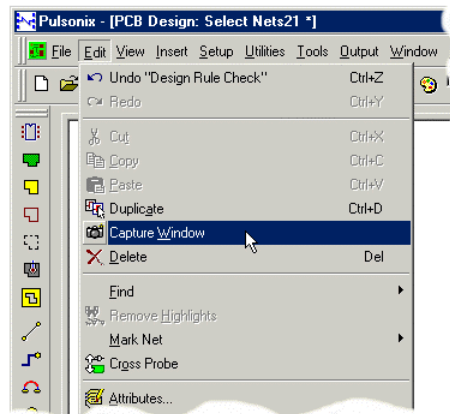 Pulsonix - [PCB Design: Select Nets21 *]
File Edit View Insert Setup Utilities Tools Output Window
Undo "Design Rule Check" Ctrl+Z
Redo Ctrl+Y
Cut Ctrl+X
Copy Ctrl+C
Paste Ctrl+V
Duplicate Ctrl+D
Capture Window
Delete Del
Find
Remove Highlights
Mark Net
Cross Probe
Attributes...